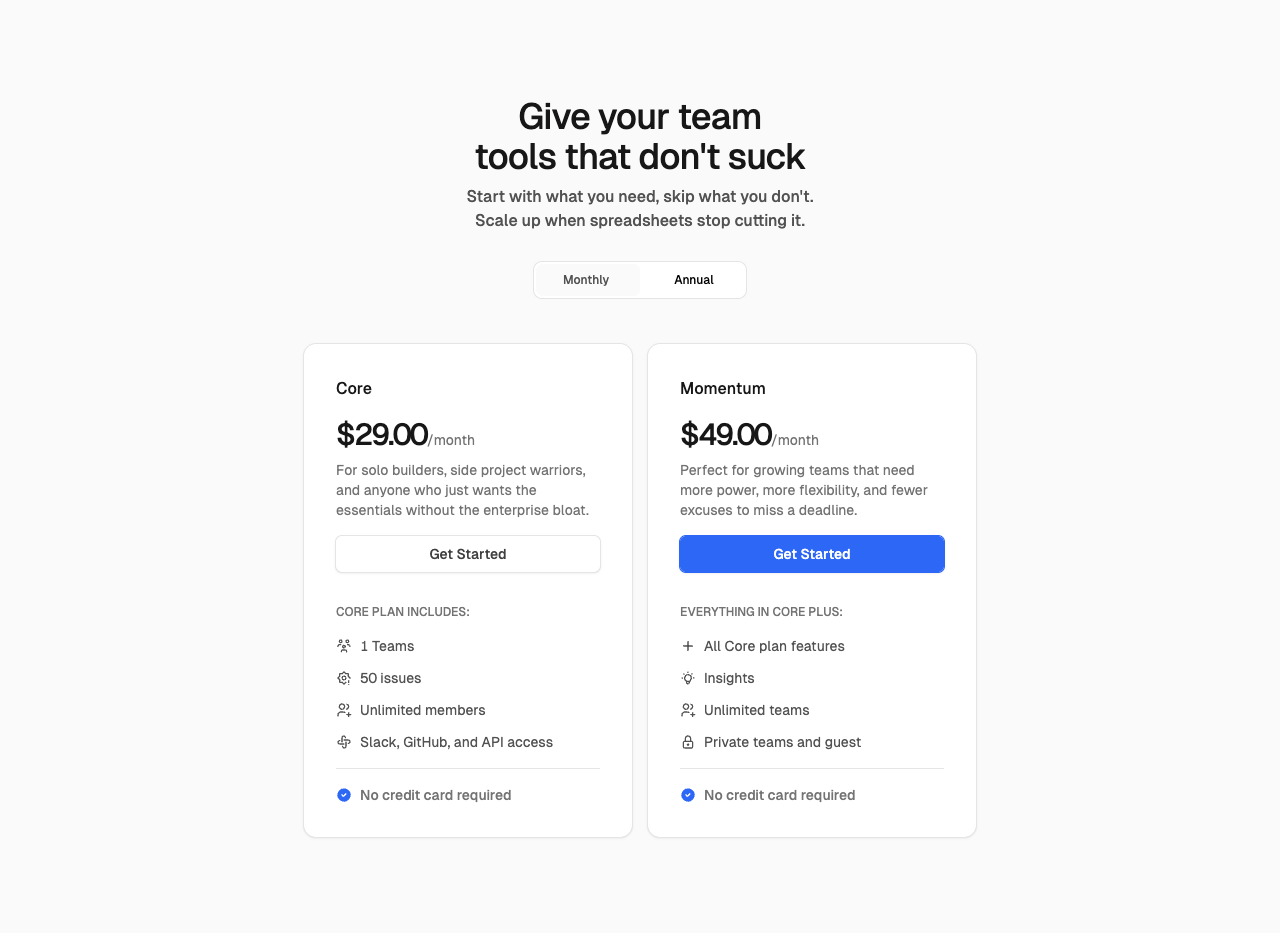 Give your team
tools that don't suck
Start with what you need, skip what you don't.
Scale up when spreadsheets stop cutting it.
Monthly
Annual
Core
$29.00/month
For solo builders, side project warriors,
and anyone who just wants the
essentials without the enterprise bloat.
Get Started
CORE PLAN INCLUDES:
1 Teams
50 issues
Unlimited members
Slack, GitHub, and API access
No credit card required
Momentum
$49.00/month
Perfect for growing teams that need
more power, more flexibility, and fewer
excuses to miss a deadline.
Get Started
EVERYTHING IN CORE PLUS:
All Core plan features
Insights
Unlimited teams
Private teams and guest
No credit card required